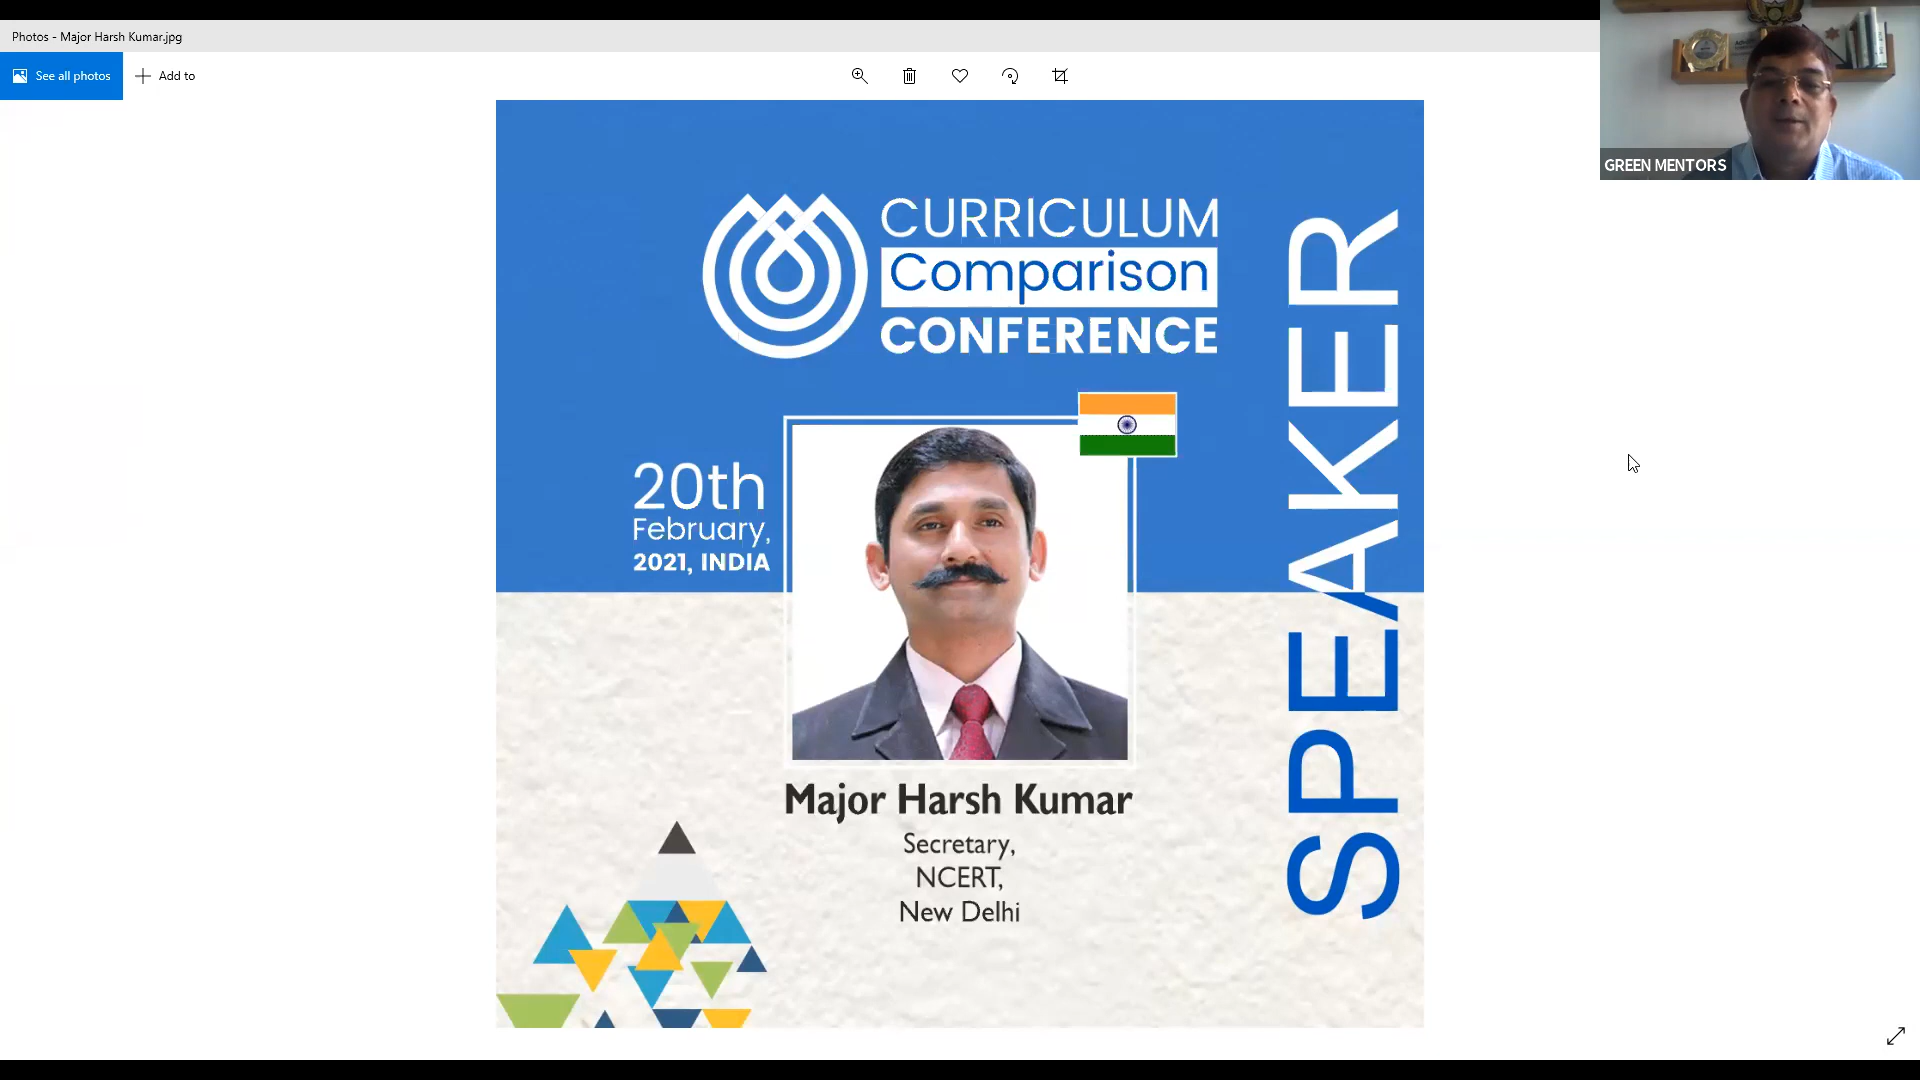 Photos - Major Harsh Kumar.jpg
See all photos
Add to
GREEN MENTORS
CURRICULUM
Comparison
CONFERENCE
20th
February,
2021, INDIA
SPEAKER
Major Harsh Kumar
Secretary,
NCERT,
New Delhi